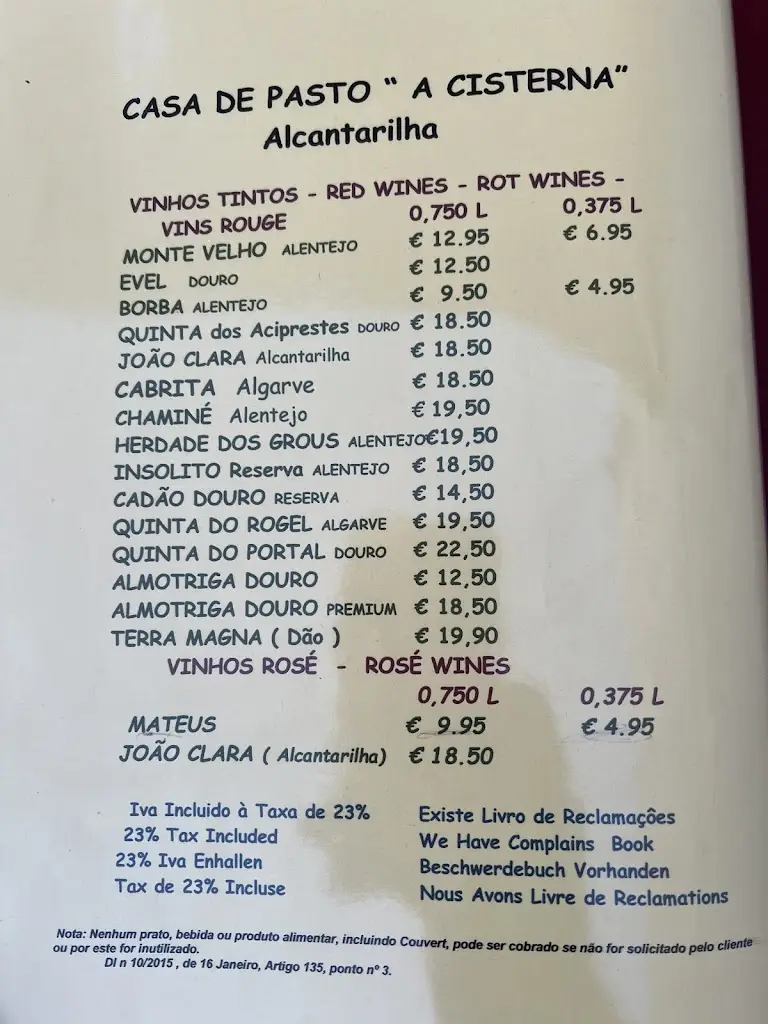 CASA DE PASTO “ A CISTERNA”
Alcantarilha
VINHOS TINTOS - RED WINES - ROT WINES -
VINS ROUGE 0,750 L 0,375 L
MONTE VELHO ALENTEJO € 12.95 € 6.95
EVEL DOURO € 12.50
BORBA ALENTEJO € 9.50 € 4.95
QUINTA dos Aciprestes DOURO € 18.50
JOÃO CLARA Alcantarilha € 18.50
CABRITA Algarve € 18.50
CHAMINÉ Alentejo € 19,50
HERDADE DOS GROUS ALENTEJO€19,50
INSOLITO Reserva ALENTEJO € 18,50
CADÃO DOURO RESERVA € 14,50
QUINTA DO ROGEL ALGARVE € 19,50
QUINTA DO PORTAL DOURO € 22,50
ALMOTRIGA DOURO € 12,50
ALMOTRIGA DOURO PREMIUM € 18,50
TERRA MAGNA ( Dão ) € 19,90
VINHOS ROSÉ - ROSÉ WINES
0,750 L 0,375 L
MATEUS € 9.95 € 4.95
JOÃO CLARA ( Alcantarilha) € 18.50
Iva Incluido à Taxa de 23%
23% Tax Included
23% Iva Enhallen
Tax de 23% Incluse
Existe Livro de Reclamações
We Have Complains Book
Beschwerdebuch Vorhanden
Nous Avons Livre de Reclamations
Nota: Nenhum prato, bebida ou produto alimentar, incluindo Couvert, pode ser cobrado se não for solicitado pelo cliente
ou por este for inutilizado.
Dl n 10/2015 , de 16 Janeiro, Artigo 135, ponto nº 3.